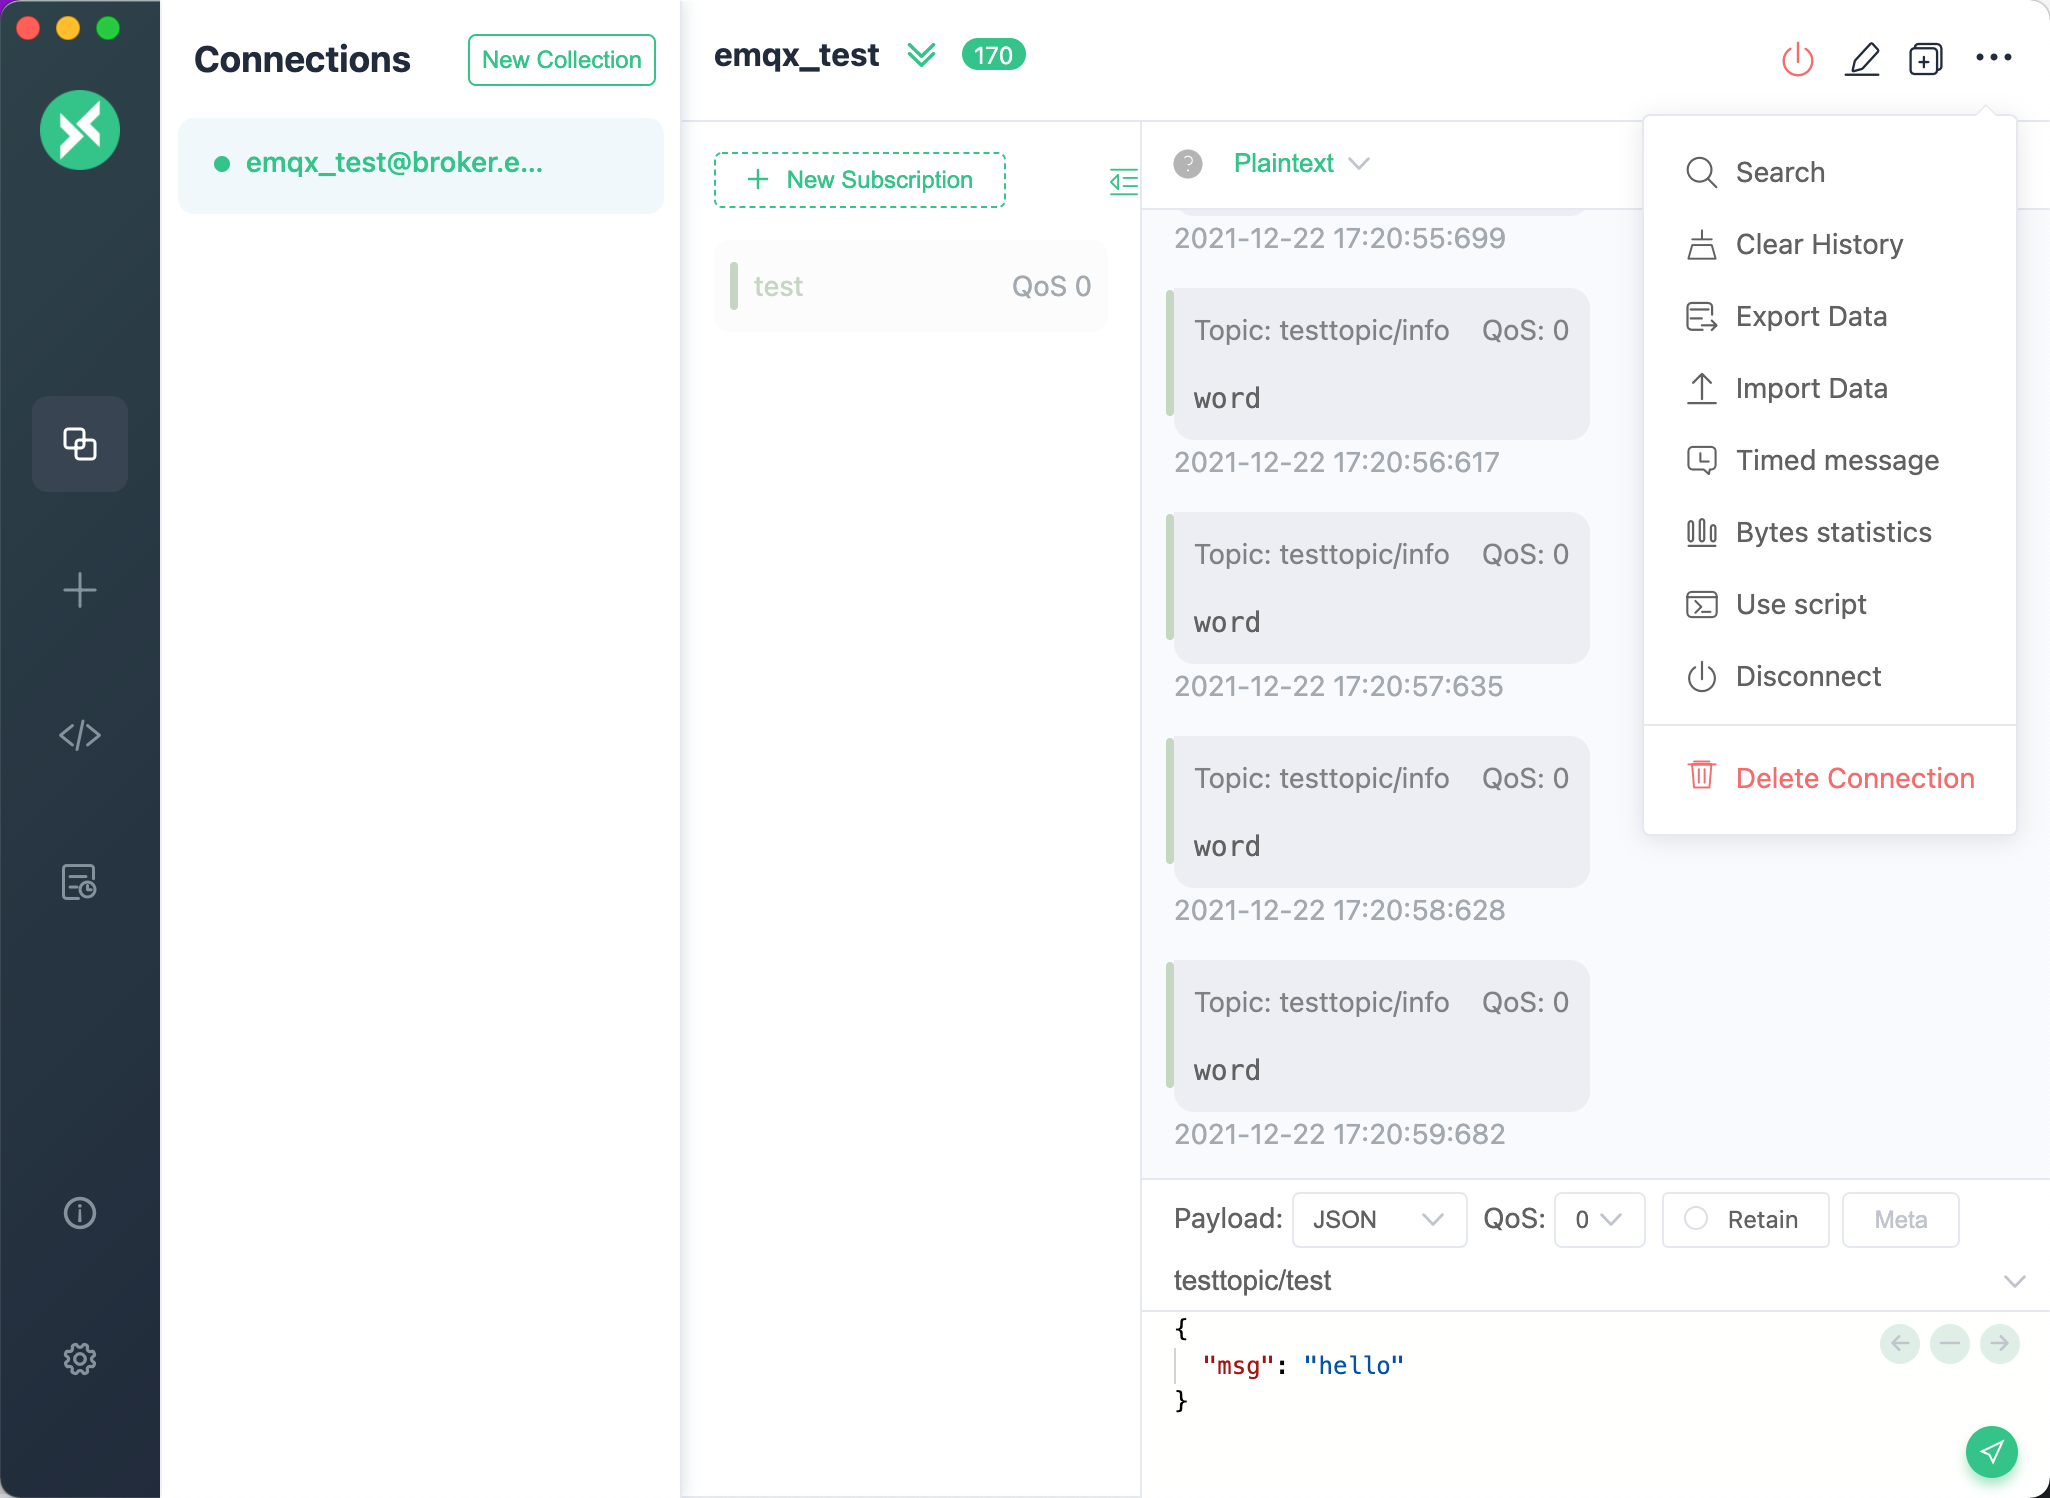 Connections
New Collection
emqx_test@broker.e...
emqx_test
170
New Subscription
test
QoS 0
Plaintext
2021-12-22 17:20:55:699
Topic: testtopic/info QoS: 0
word
2021-12-22 17:20:56:617
Topic: testtopic/info QoS: 0
word
2021-12-22 17:20:57:635
Topic: testtopic/info QoS: 0
word
2021-12-22 17:20:58:628
Topic: testtopic/info QoS: 0
word
2021-12-22 17:20:59:682
Search
Clear History
Export Data
Import Data
Timed message
Bytes statistics
Use script
Disconnect
Delete Connection
Payload: JSON QoS: 0 Retain Meta
testtopic/test
{
"msg": "hello"
}